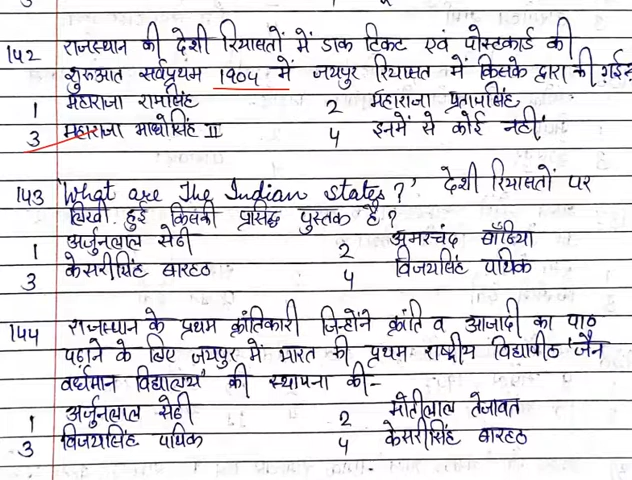 142 राजस्थान की देशी रियासतों में डाक टिकट एवं पोस्टकार्ड की
शुरुआत सर्वप्रथम 1904 में जयपुर रियासत में किसके द्वारा की गई?
1 महाराजा रामसिंह 2 महाराजा प्रतापसिंह
3 महाराजा माधोसिंह II 4 इनमें से कोई नहीं
143 'What are The Indian states?' देशी रियासतों पर
लिखी हुई किसकी प्रसिद्ध पुस्तक है?
1 अर्जुनलाल सेठी 2 अमरचंद बाँठिया
3 केसरीसिंह बारहठ 4 विजयसिंह पथिक
144 राजस्थान के प्रथम क्रांतिकारी जिन्होंने क्रांति व आजादी का पाठ
पढ़ाने के लिए जयपुर में भारत की प्रथम राष्ट्रीय विद्यापीठ 'जैन
वर्धमान विद्यालय' की स्थापना की-
1 अर्जुनलाल सेठी 2 मोतीलाल तेजावत
3 विजयसिंह पथिक 4 केसरीसिंह बारहठ